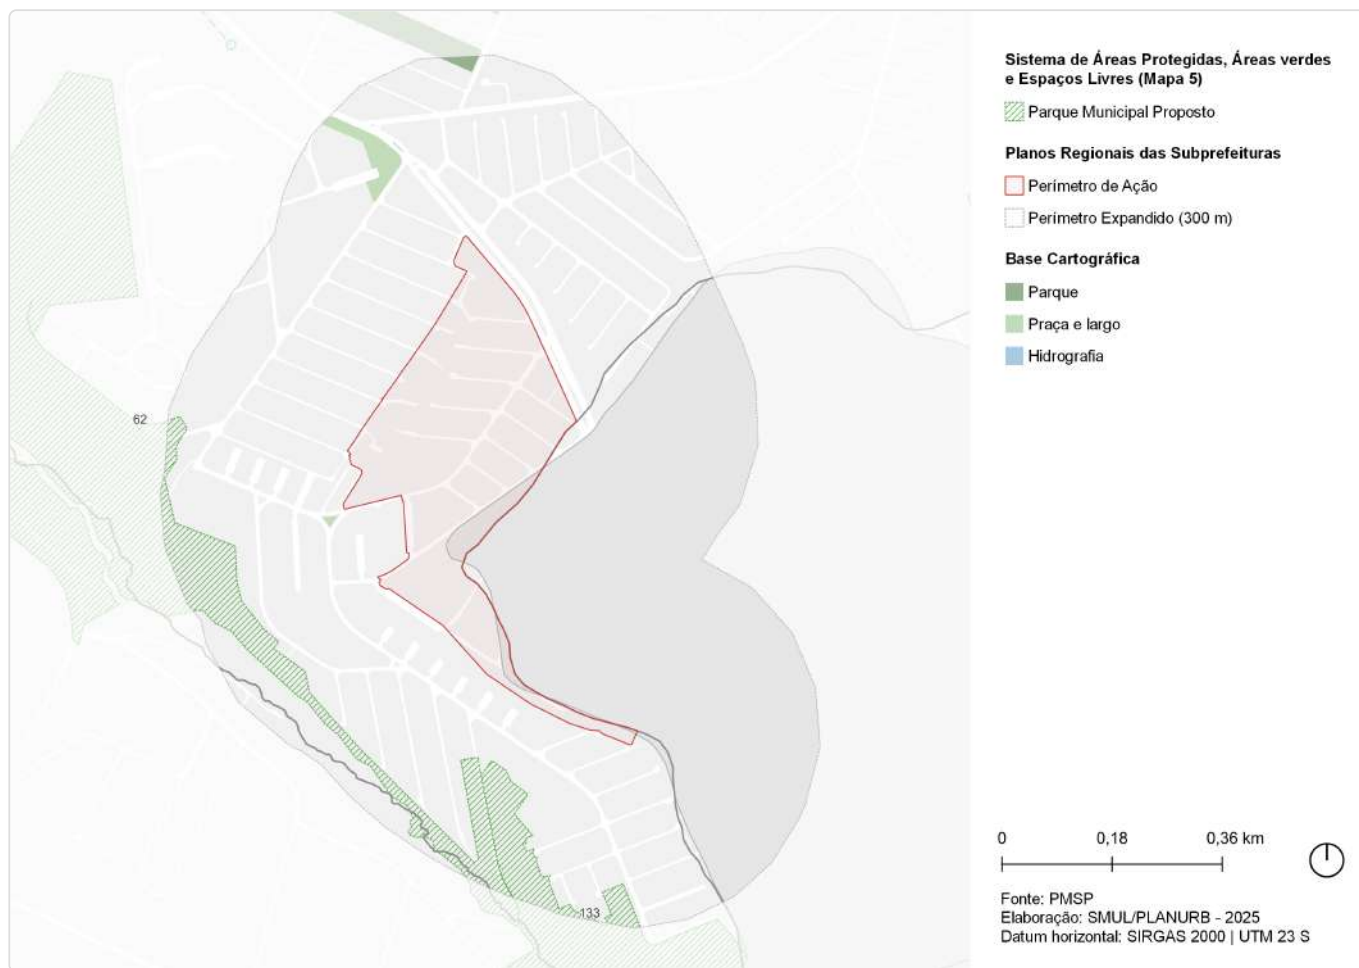 Sistema de Áreas Protegidas, Áreas verdes
e Espaços Livres (Mapa 5)
Parque Municipal Proposto
Planos Regionais das Subprefeituras
Perímetro de Ação
Perímetro Expandido (300 m)
Base Cartográfica
Parque
Praça e largo
Hidrografia
62
133
0 0,18 0,36 km
Fonte: PMSP
Elaboração: SMUL/PLANURB - 2025
Datum horizontal: SIRGAS 2000 | UTM 23 S